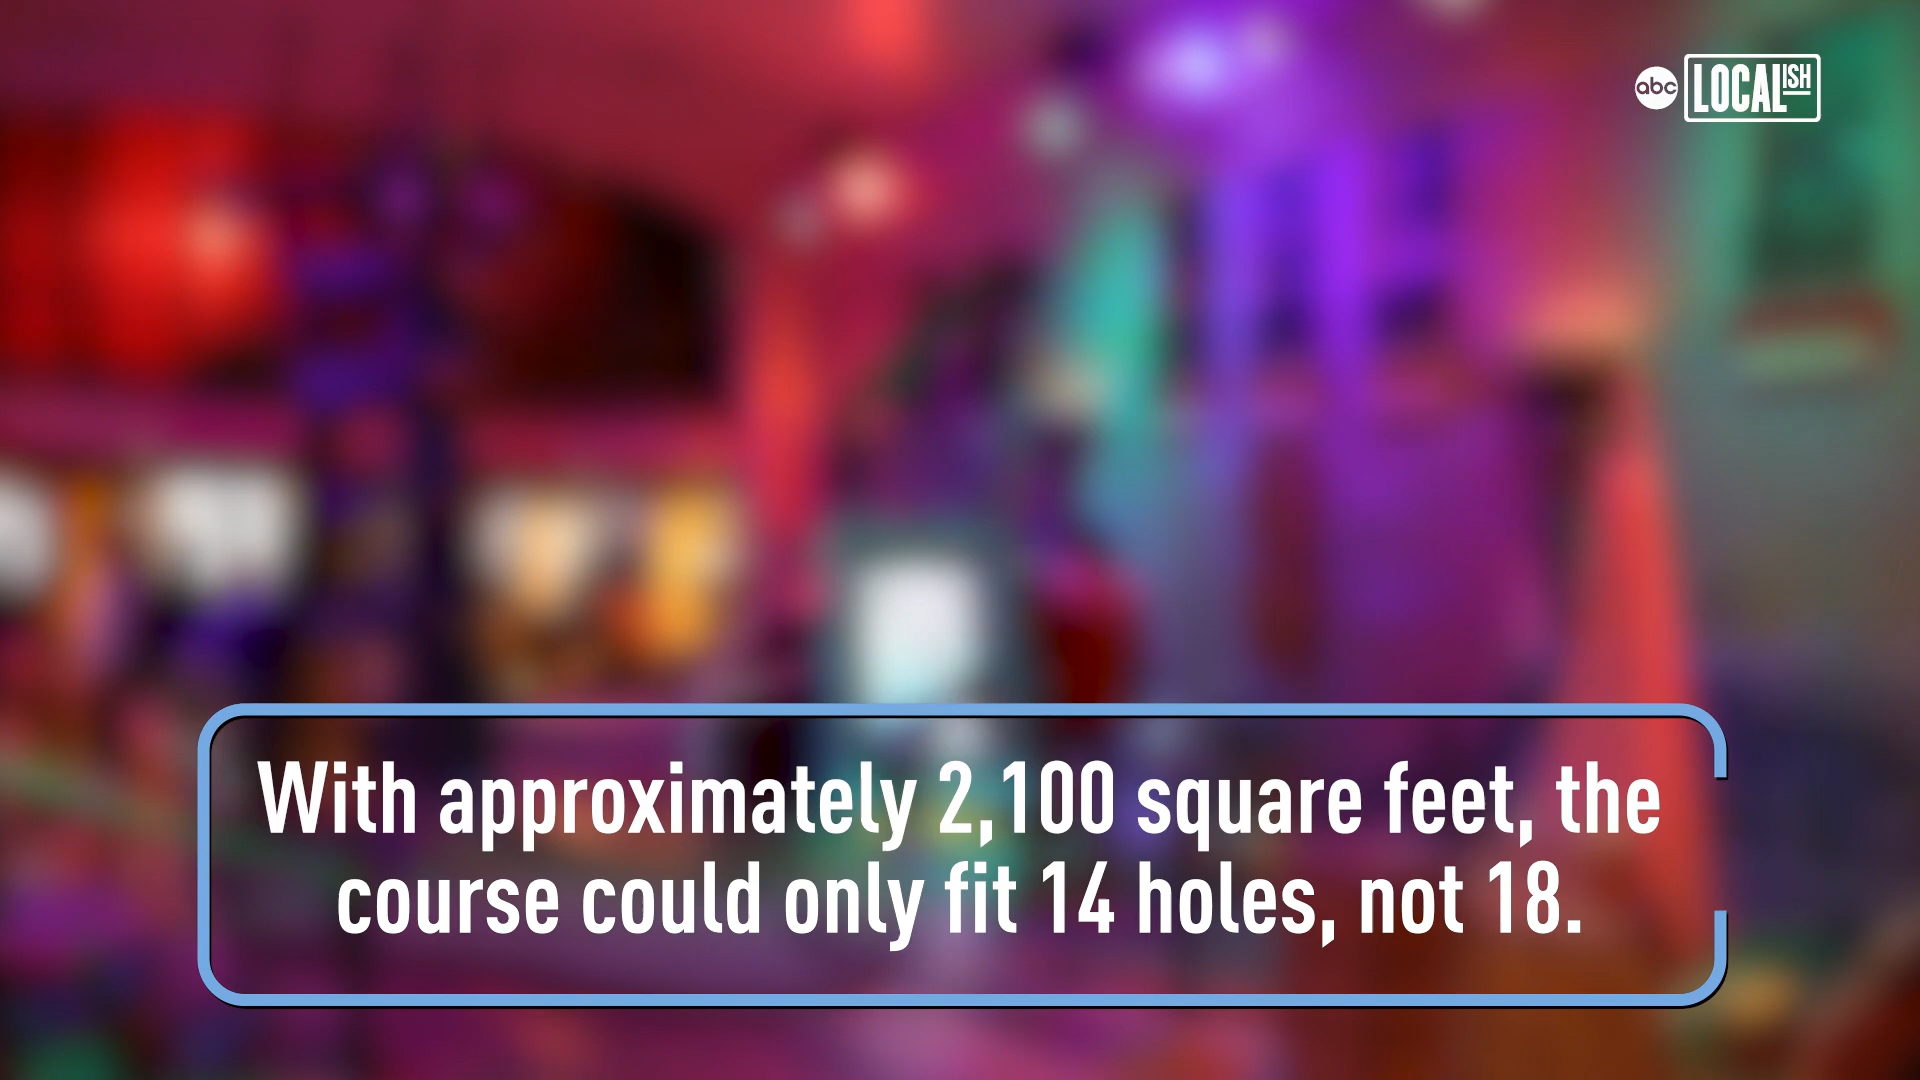 abc LOCALISH
With approximately 2,100 square feet, the
course could only fit 14 holes, not 18.